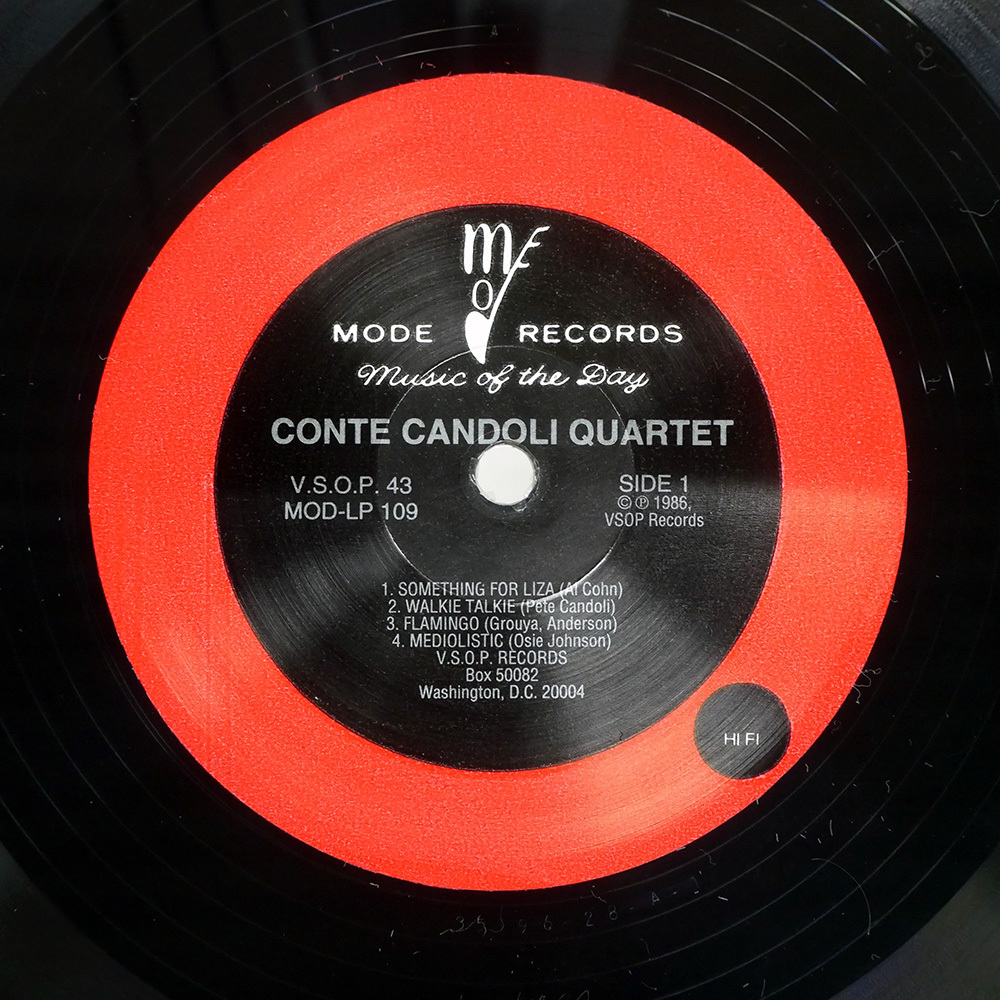 mode
MODE RECORDS
Music of the Day
CONTE CANDOLI QUARTET
V.S.O.P. 43
MOD-LP 109
SIDE 1
© ℗ 1986,
VSOP Records
1. SOMETHING FOR LIZA (Al Cohn)
2. WALKIE TALKIE (Pete Candoli)
3. FLAMINGO (Grouya, Anderson)
4. MEDIOLISTIC (Osie Johnson)
V.S.O.P. RECORDS
Box 50082
Washington, D.C. 20004
HI FI